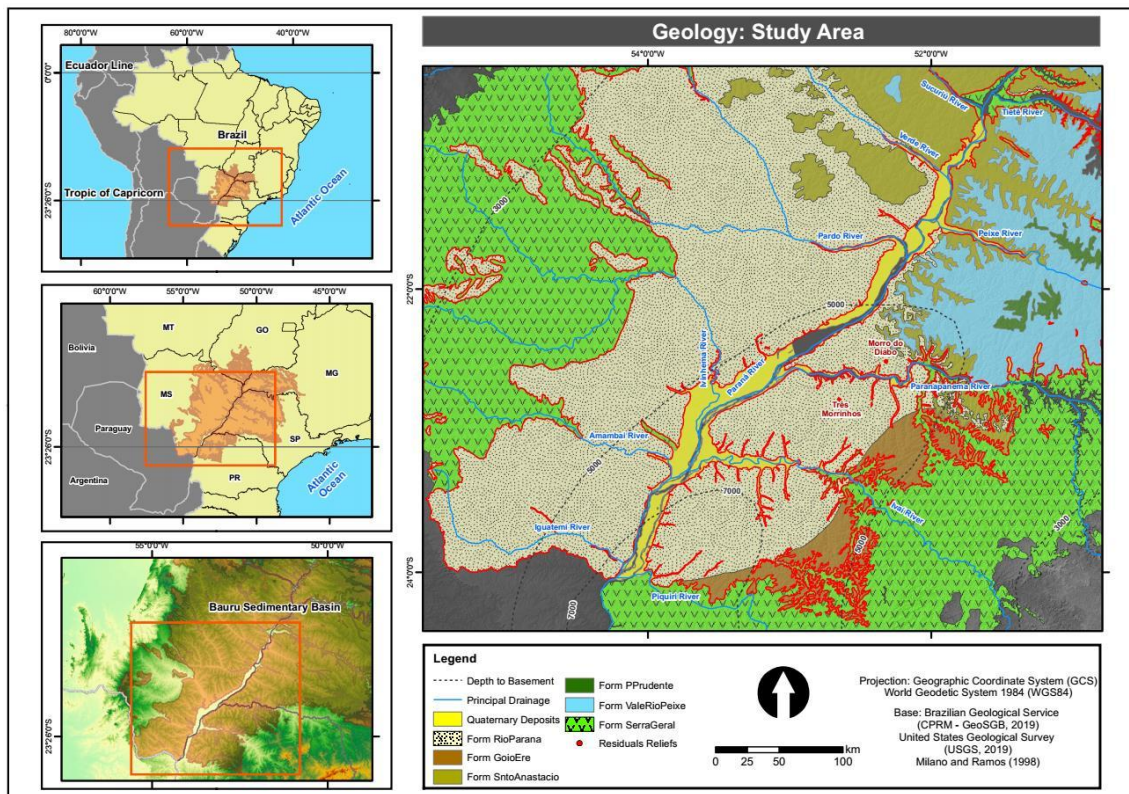 80°0'0"W
60°0'0"W
40°0'0"W
Ecuador Line
0°0'0"
Brazil
Tropic of Capricorn
23°26'0"S
Atlantic Ocean
60°0'0"W
55°0'0"W
50°0'0"W
45°0'0"W
MT
GO
Bolivia
MG
MS
Paraguay
SP
23°26'0"S
PR
Argentina
Atlantic
Ocean
55°0'0"W
50°0'0"W
Bauru Sedimentary Basin
23°26'0"S
Geology: Study Area
54°0'0"W
52°0'0"W
Sucuriu River
Tietê River
Verde River
3000
Pardo River
Peixe River
22°0'0"S
5000
Ivinhema River
Paraná River
Morro do
Diabo
Paranapanema River
Três
Morrinhos
Amambai River
5000
7000
Ivaí River
Iguatemi River
5000
3000
24°0'0"S
Piquiri River
7000
Legend
Depth to Basement
Principal Drainage
Quaternary Deposits
Form RioParana
Form GoioEre
Form SntoAnastacio
Form PPrudente
Form ValeRioPeixe
Form SerraGeral
Residuals Reliefs
0 25 50 100
km
Projection: Geographic Coordinate System (GCS)
World Geodetic System 1984 (WGS84)
Base: Brazilian Geological Service
(CPRM - GeoSGB, 2019)
United States Geological Survey
(USGS, 2019)
Milano and Ramos (1998)